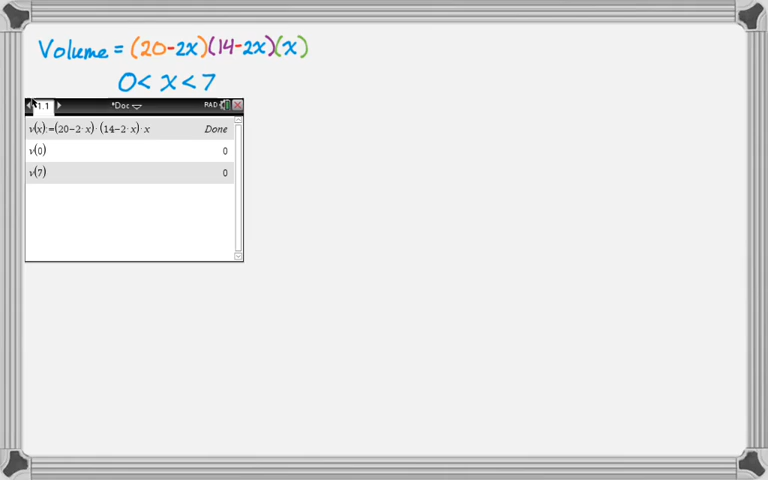 Volume = (20-2x)(14-2x)(x)
0 < x < 7
1.1 *Doc RAD
v(x):=(20−2·x)·(14−2·x)·x Done
v(0) 0
v(7) 0